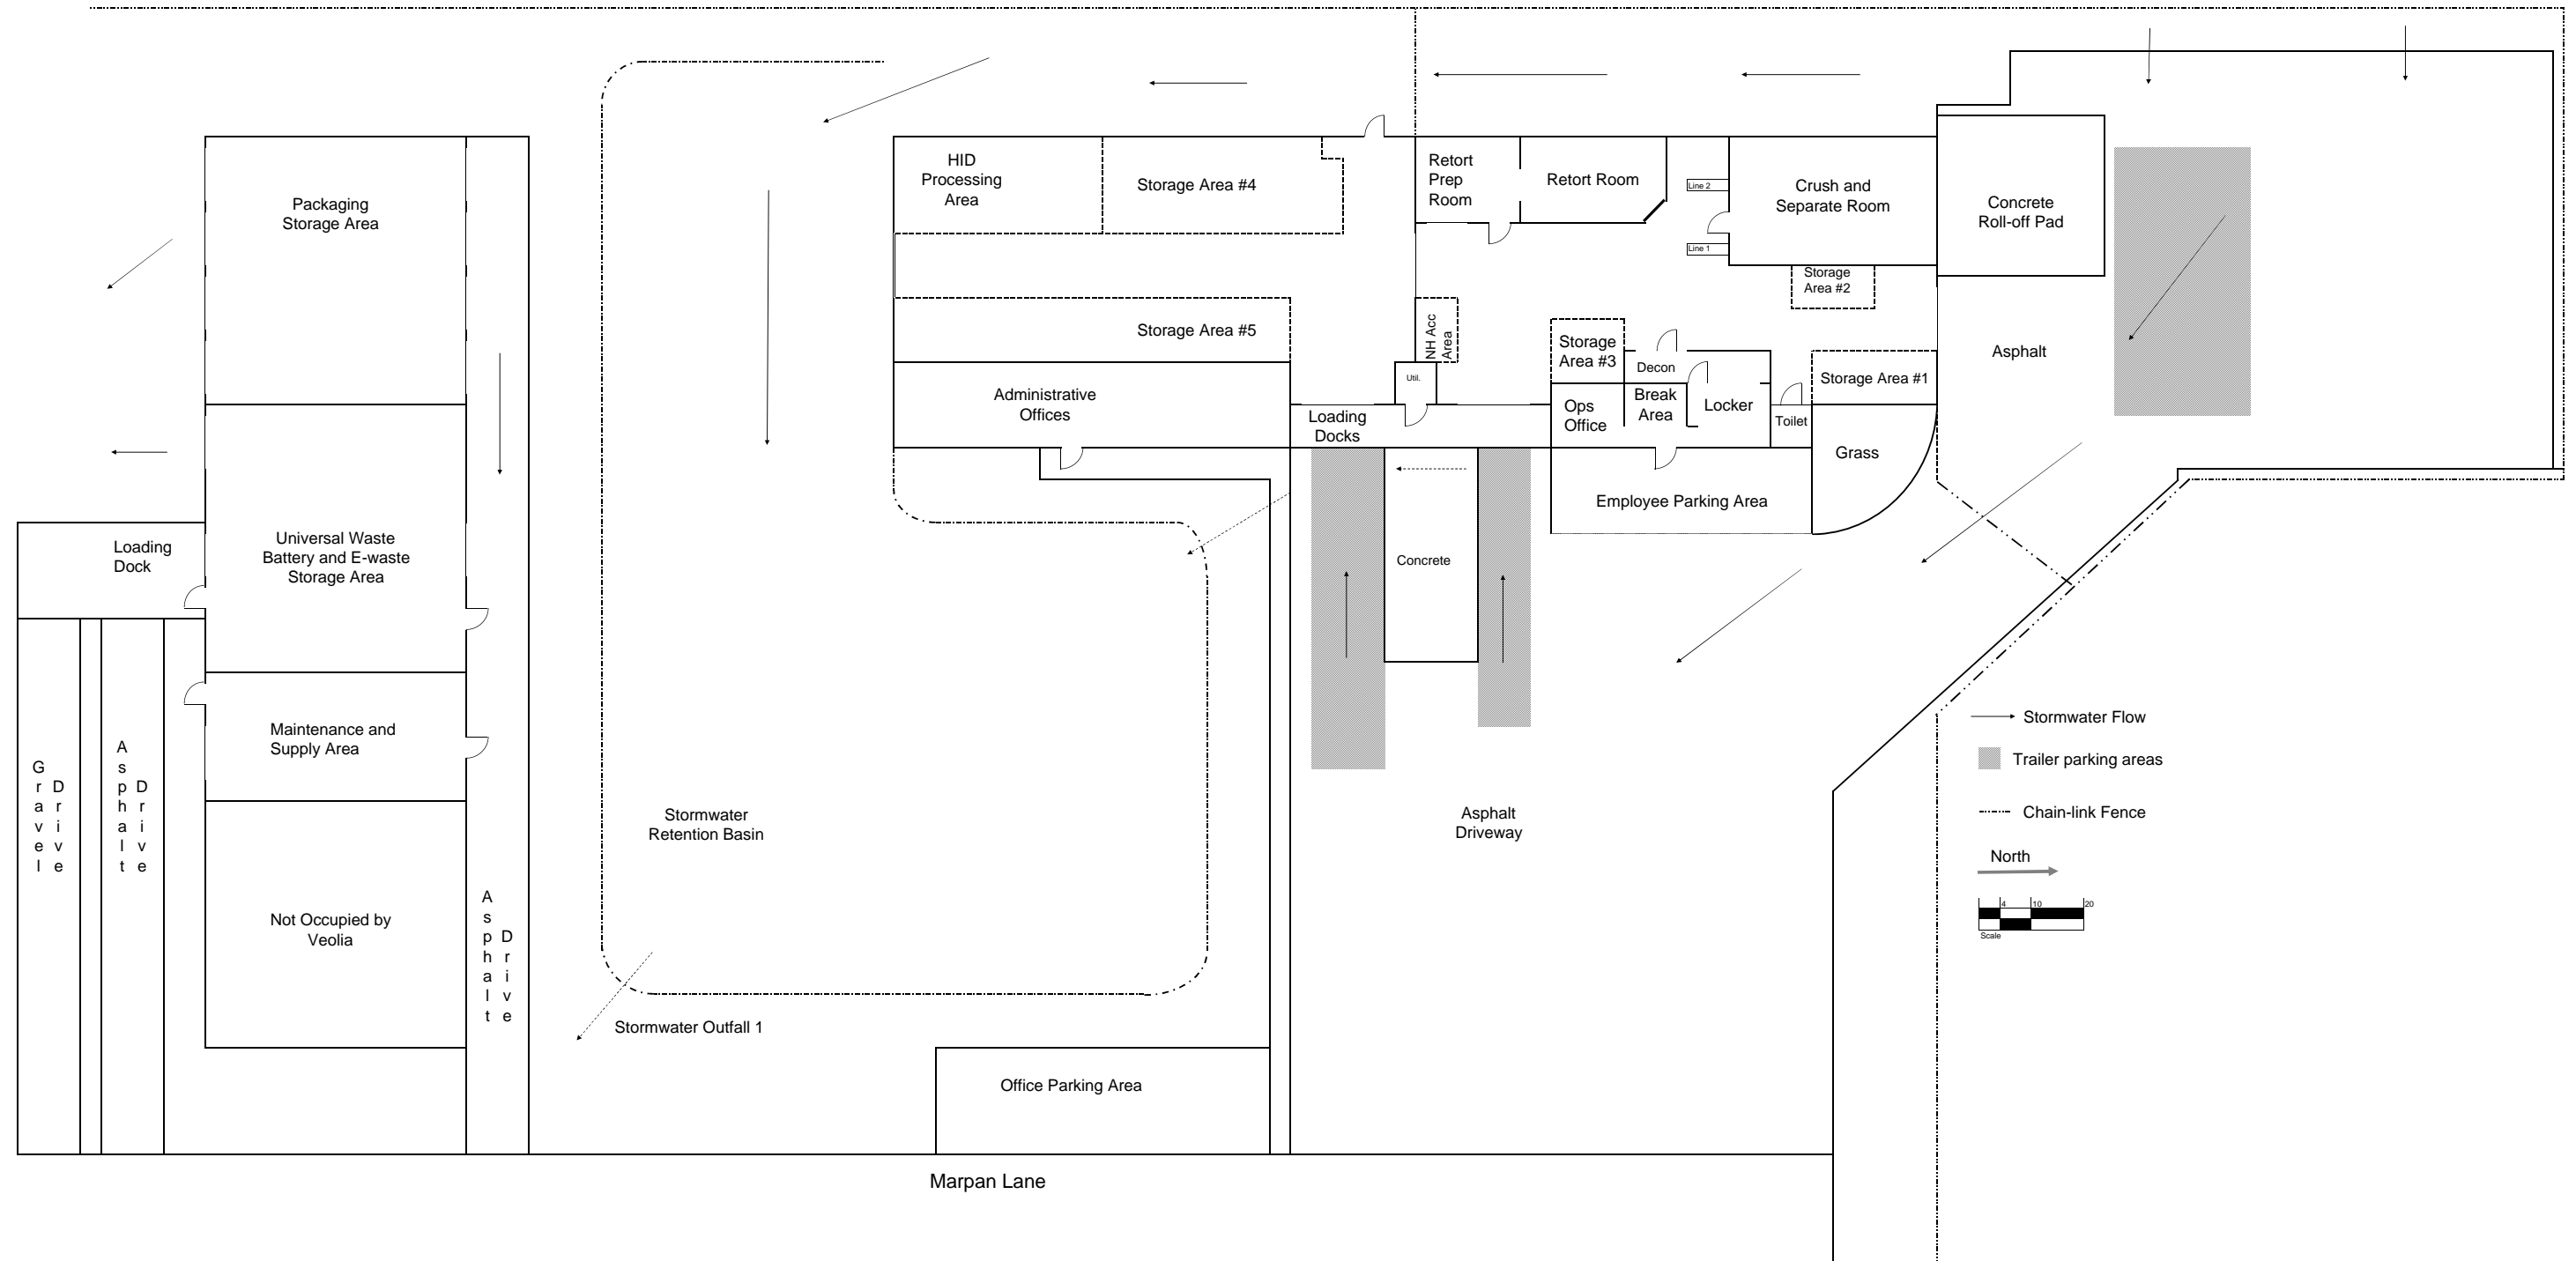 HID
Processing
Area
Storage Area #4
Retort
Prep
Room
Retort Room
Line 2
Line 1
Crush and
Separate Room
Concrete
Roll-off Pad
Packaging
Storage Area
Storage
Area #2
Storage Area #5
NH Acc
Area
Storage
Area #3
Decon
Asphalt
Util.
Storage Area #1
Administrative
Offices
Loading
Docks
Ops
Office
Break
Area
Locker
Toilet
Grass
Employee Parking Area
Loading
Dock
Universal Waste
Battery and E-waste
Storage Area
Concrete
Maintenance and
Supply Area
Gravel
Drive
Asphalt
Drive
Stormwater
Retention Basin
Asphalt
Driveway
Not Occupied by
Veolia
Asphalt
Drive
Stormwater Outfall 1
Office Parking Area
Marpan Lane
Stormwater Flow
Trailer parking areas
Chain-link Fence
North
4 10 20
Scale